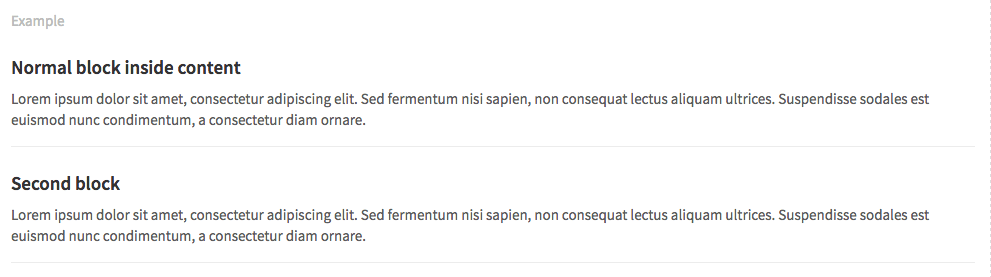 Example
Normal block inside content
Lorem ipsum dolor sit amet, consectetur adipiscing elit. Sed fermentum nisi sapien, non consequat lectus aliquam ultrices. Suspendisse sodales est
euismod nunc condimentum, a consectetur diam ornare.
Second block
Lorem ipsum dolor sit amet, consectetur adipiscing elit. Sed fermentum nisi sapien, non consequat lectus aliquam ultrices. Suspendisse sodales est
euismod nunc condimentum, a consectetur diam ornare.